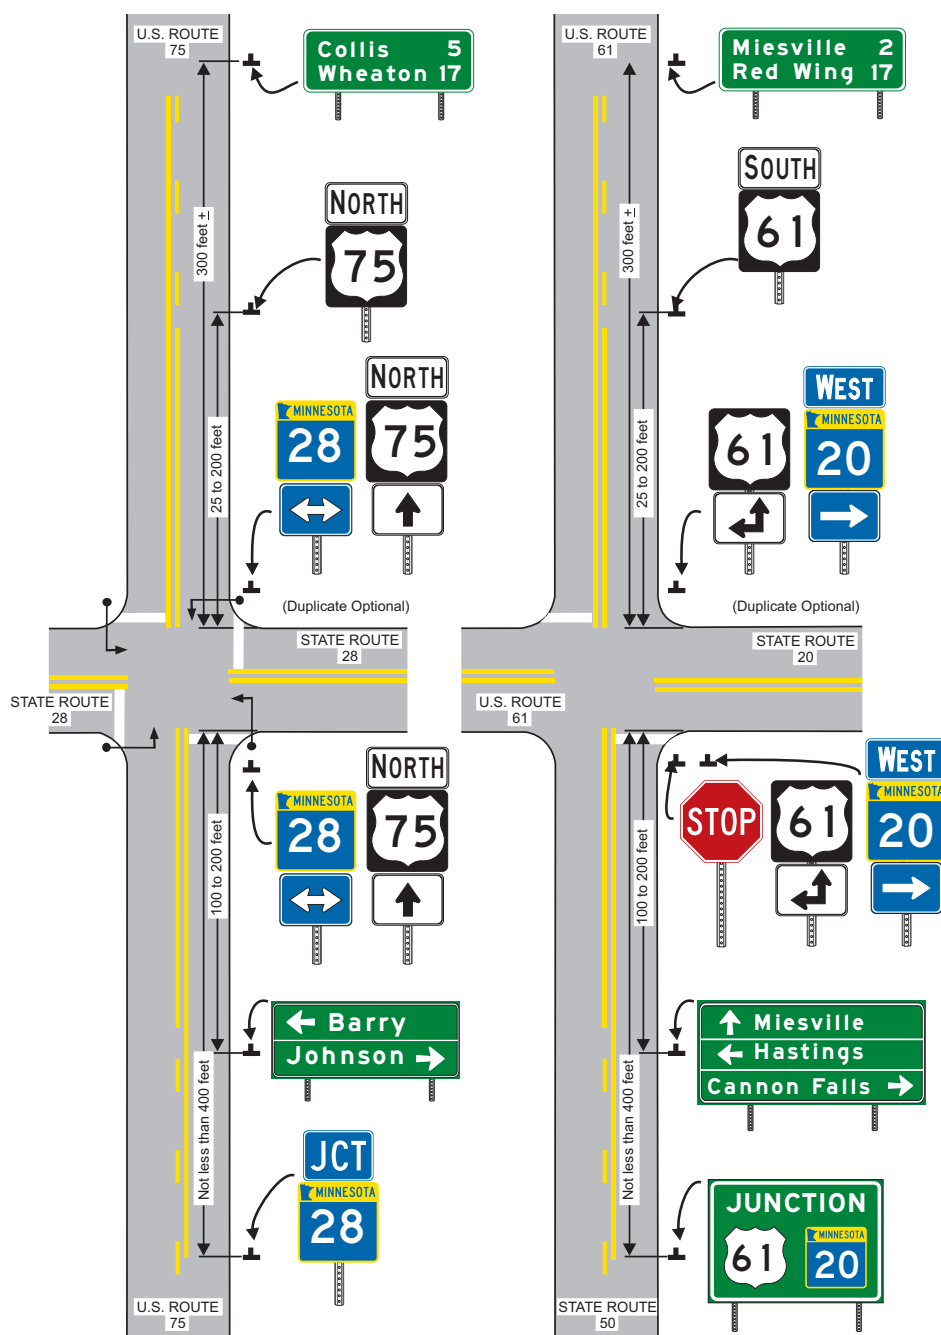 U.S. ROUTE
75
Collis 5
Wheaton 17
300 feet ±
NORTH
75
25 to 200 feet
NORTH
MINNESOTA
28
75
(Duplicate Optional)
STATE ROUTE
28
STATE ROUTE
28
100 to 200 feet
NORTH
MINNESOTA
28
75
Not less than 400 feet
Barry
Johnson
JCT
MINNESOTA
28
U.S. ROUTE
75
U.S. ROUTE
61
Miesville 2
Red Wing 17
300 feet ±
SOUTH
61
25 to 200 feet
WEST
61
MINNESOTA
20
(Duplicate Optional)
STATE ROUTE
20
U.S. ROUTE
61
100 to 200 feet
WEST
STOP
61
MINNESOTA
20
Not less than 400 feet
Miesville
Hastings
Cannon Falls
JUNCTION
61
MINNESOTA
20
STATE ROUTE
50